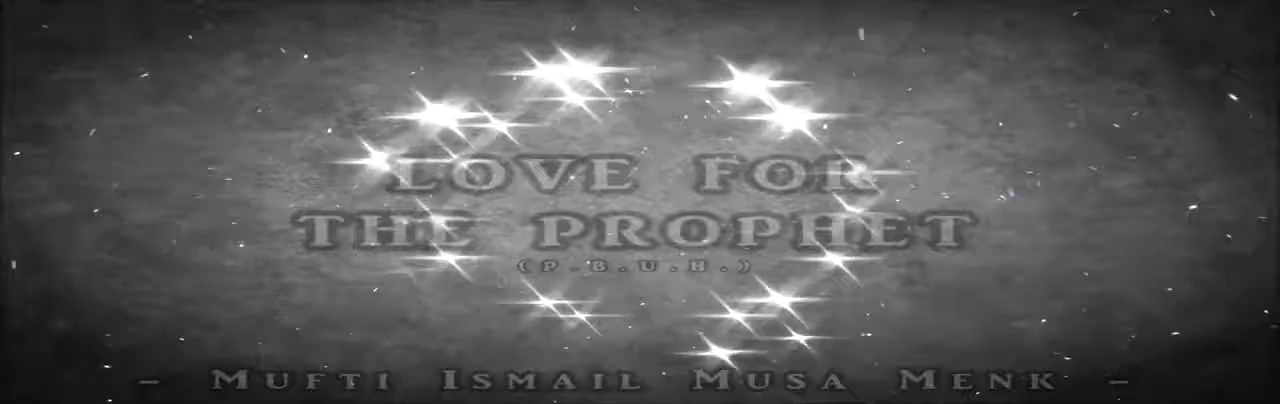 LOVE FOR
THE PROPHET
(P.B.U.H.)
- MUFTI ISMAIL MUSA MENK -